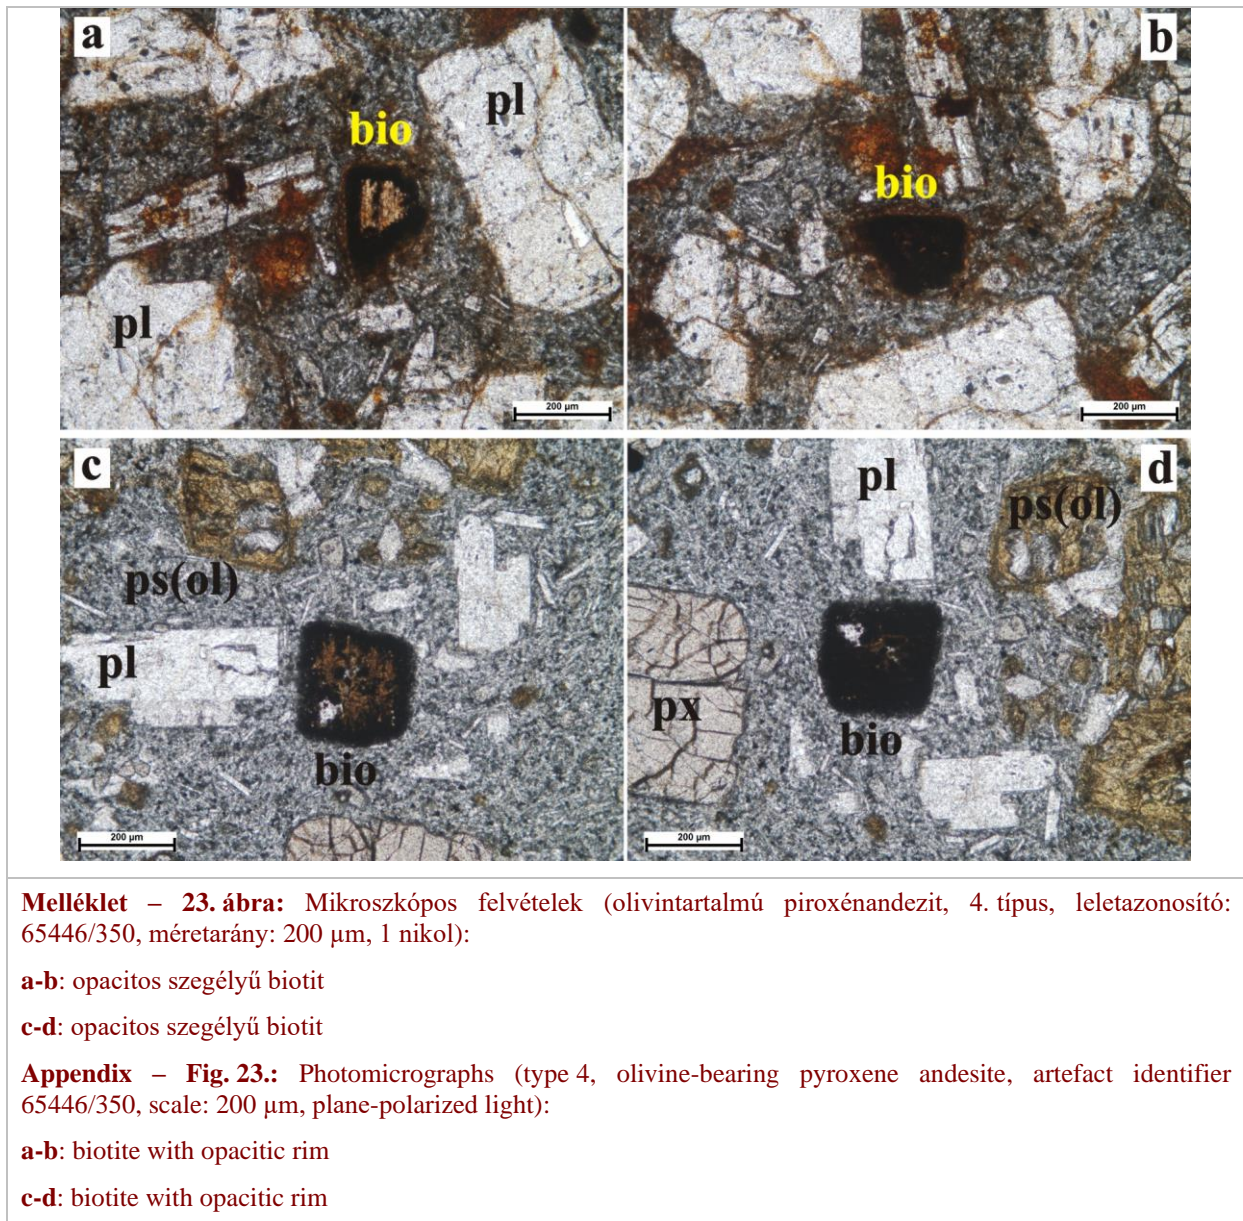 a
pl
bio
pl
200 µm
b
bio
200 µm
c
ps(ol)
pl
bio
200 µm
d
pl
ps(ol)
px
bio
200 µm
Melléklet – 23. ábra: Mikroszkópos felvételek (olivintartalmú piroxénandezit, 4. típus, leletazonosító:
65446/350, méretarány: 200 µm, 1 nikol):
a-b: opacitos szegélyű biotit
c-d: opacitos szegélyű biotit
Appendix – Fig. 23.: Photomicrographs (type 4, olivine-bearing pyroxene andesite, artefact identifier
65446/350, scale: 200 µm, plane-polarized light):
a-b: biotite with opacitic rim
c-d: biotite with opacitic rim